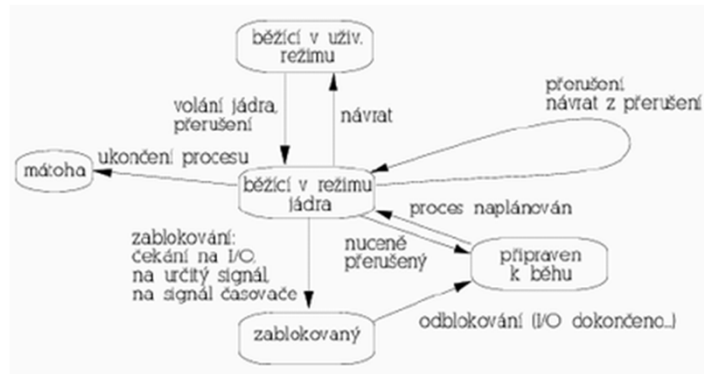 běžící v uživ.
režimu
přerušení
návrat z přerušení
volání jádra,
přerušení
návrat
ukončení procesu
mátoha
běžící v režimu
jádra
proces naplánován
zablokování:
čekání na I/O,
na určitý signál,
na signál časovače
nuceně
přerušený
připraven
k běhu
zablokovaný
odblokování (I/O dokončeno...)